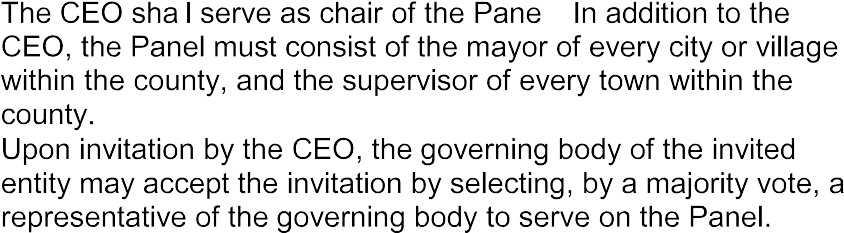 The CEO sha l serve as chair of the Pane In addition to the
CEO, the Panel must consist of the mayor of every city or village
within the county, and the supervisor of every town within the
county.
Upon invitation by the CEO, the governing body of the invited
entity may accept the invitation by selecting, by a majority vote, a
representative of the governing body to serve on the Panel.